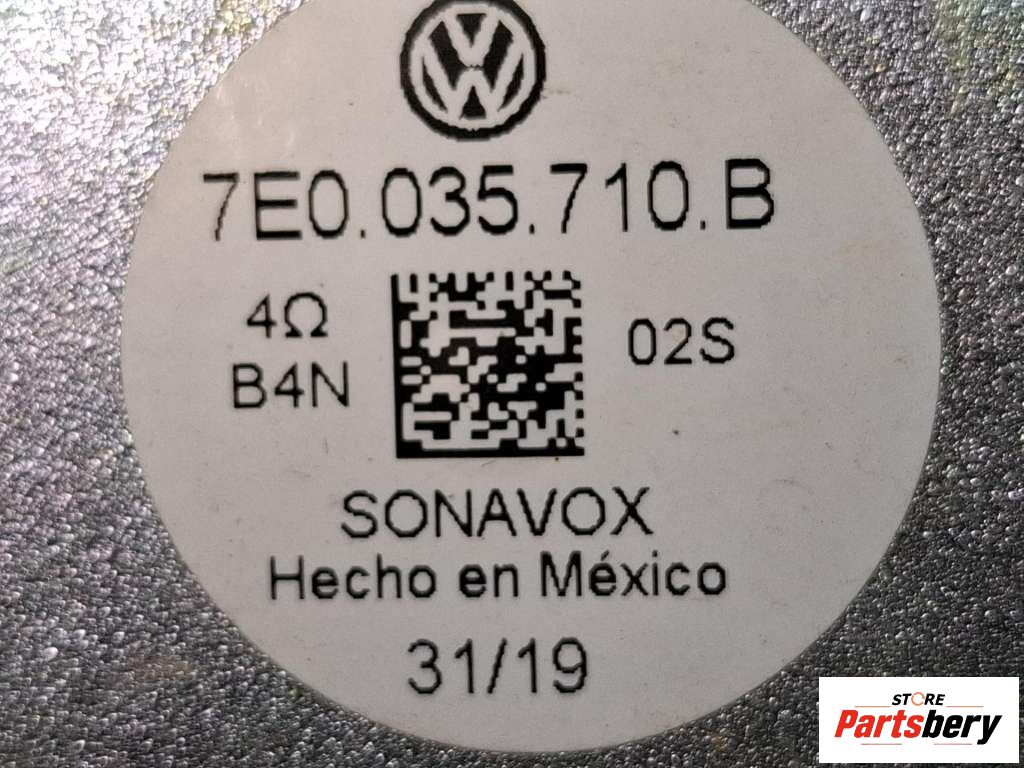 7E0.035.710.B
4Ω
B4N
02S
SONAVOX
Hecho en México
31/19
STORE
Partsbery